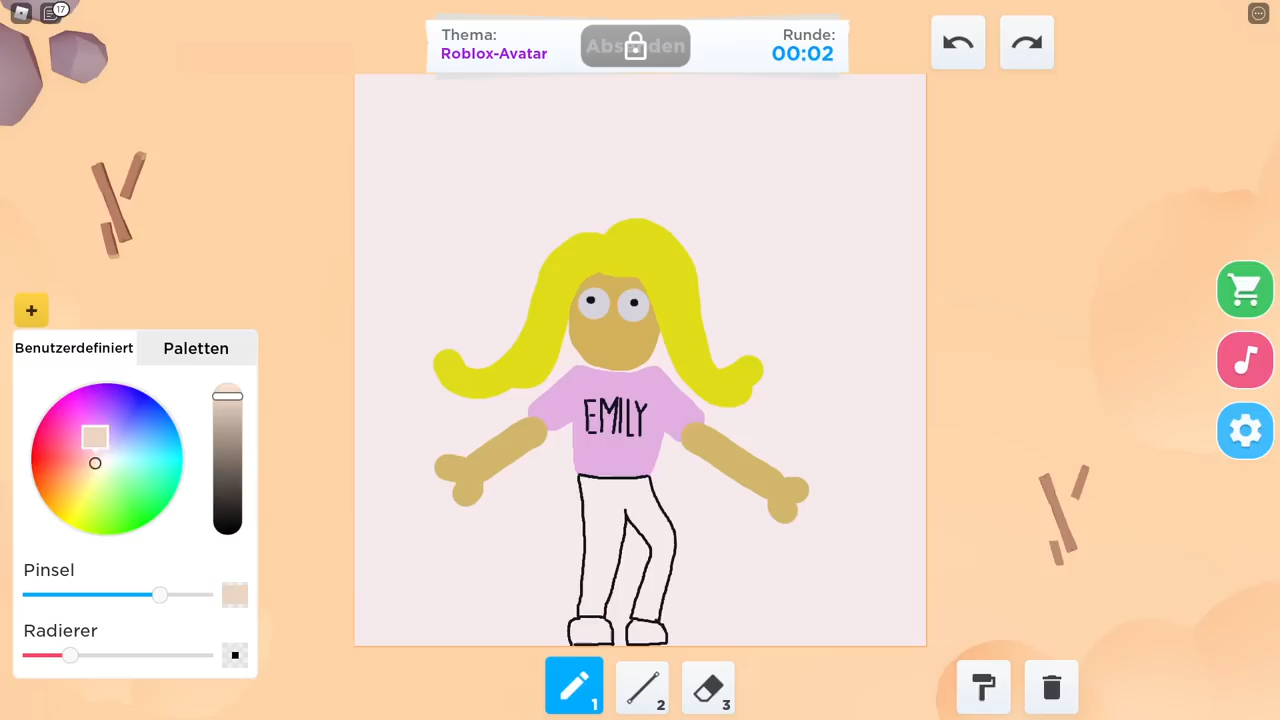 17
Thema:
Roblox-Avatar
Absenden
Runde:
00:02
+
Benutzerdefiniert
Paletten
EMILY
Pinsel
Radierer
1
2
3